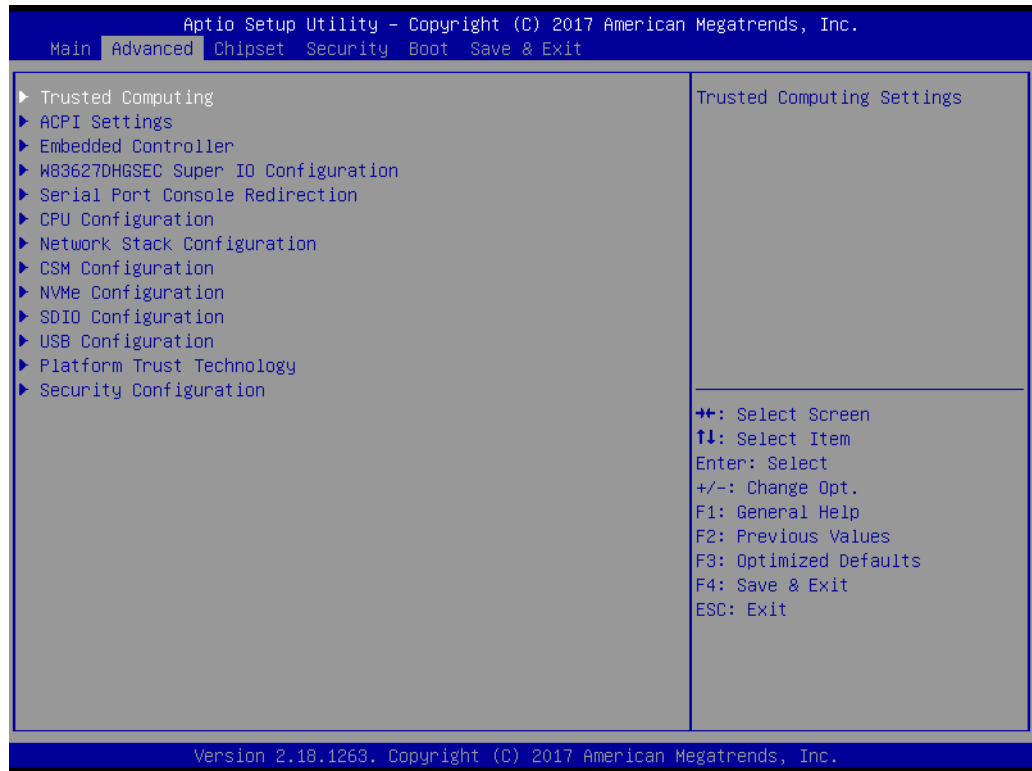 Aptio Setup Utility – Copyright (C) 2017 American Megatrends, Inc.
Main Advanced Chipset Security Boot Save & Exit
▶ Trusted Computing
▶ ACPI Settings
▶ Embedded Controller
▶ W83627DHGSEC Super IO Configuration
▶ Serial Port Console Redirection
▶ CPU Configuration
▶ Network Stack Configuration
▶ CSM Configuration
▶ NVMe Configuration
▶ SDIO Configuration
▶ USB Configuration
▶ Platform Trust Technology
▶ Security Configuration
Trusted Computing Settings
→←: Select Screen
↑↓: Select Item
Enter: Select
+/-: Change Opt.
F1: General Help
F2: Previous Values
F3: Optimized Defaults
F4: Save & Exit
ESC: Exit
Version 2.18.1263. Copyright (C) 2017 American Megatrends, Inc.